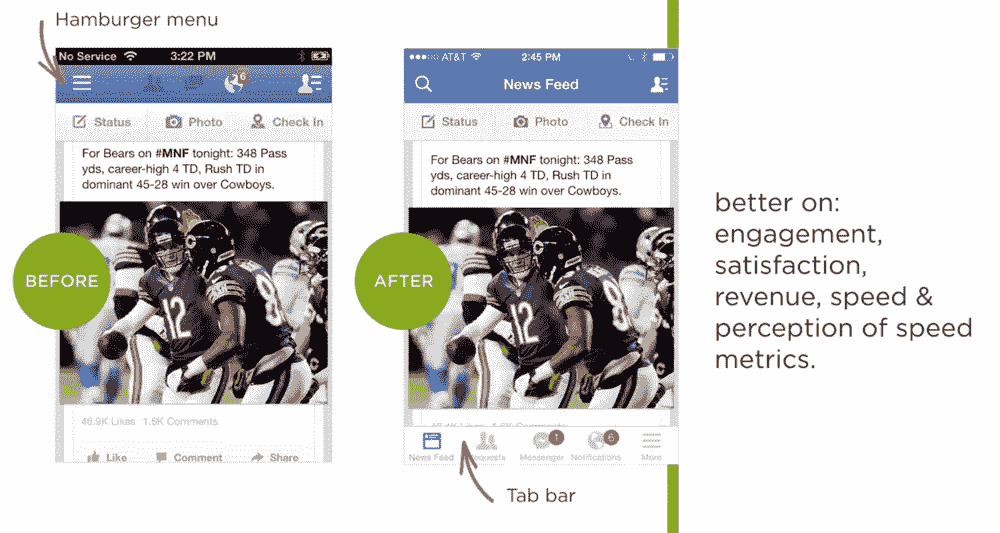 Hamburger menu
No Service 3:22 PM
6
Status Photo Check In
For Bears on #MNF tonight: 348 Pass
yds, career-high 4 TD, Rush TD in
dominant 45-28 win over Cowboys.
12
BEFORE
46.9K Likes 1.6K Comments
Like Comment Share
AT&T 2:45 PM
News Feed
Status Photo Check In
For Bears on #MNF tonight: 348 Pass
yds, career-high 4 TD, Rush TD in
dominant 45-28 win over Cowboys.
12
AFTER
1 6
News Feed Requests Messenger Notifications More
Tab bar
better on:
engagement,
satisfaction,
revenue, speed &
perception of speed
metrics.